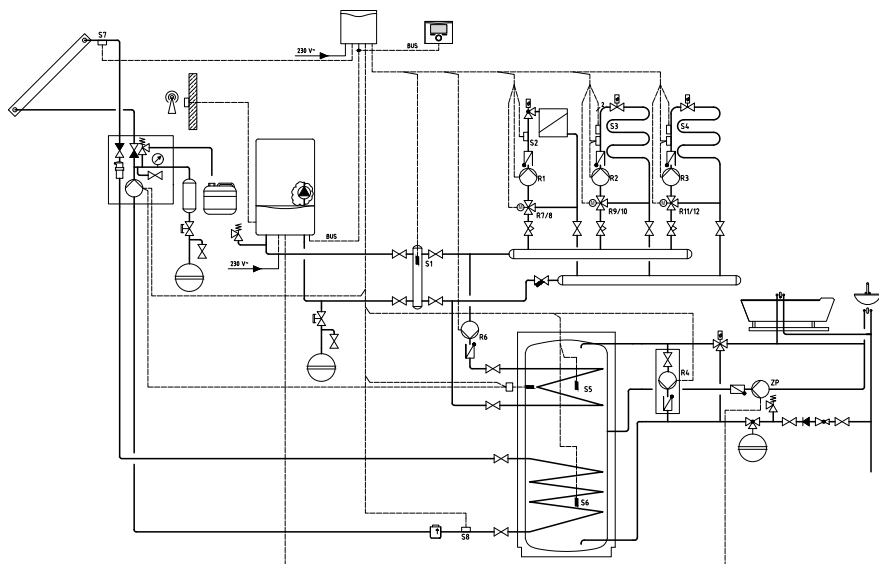 S7
230 V~
BUS
S2
S3
S4
R1
R2
R3
M
M
M
R7/8
R9/10
R11/12
BUS
230 V~
S1
R6
S5
R4
ZP
S6
S8